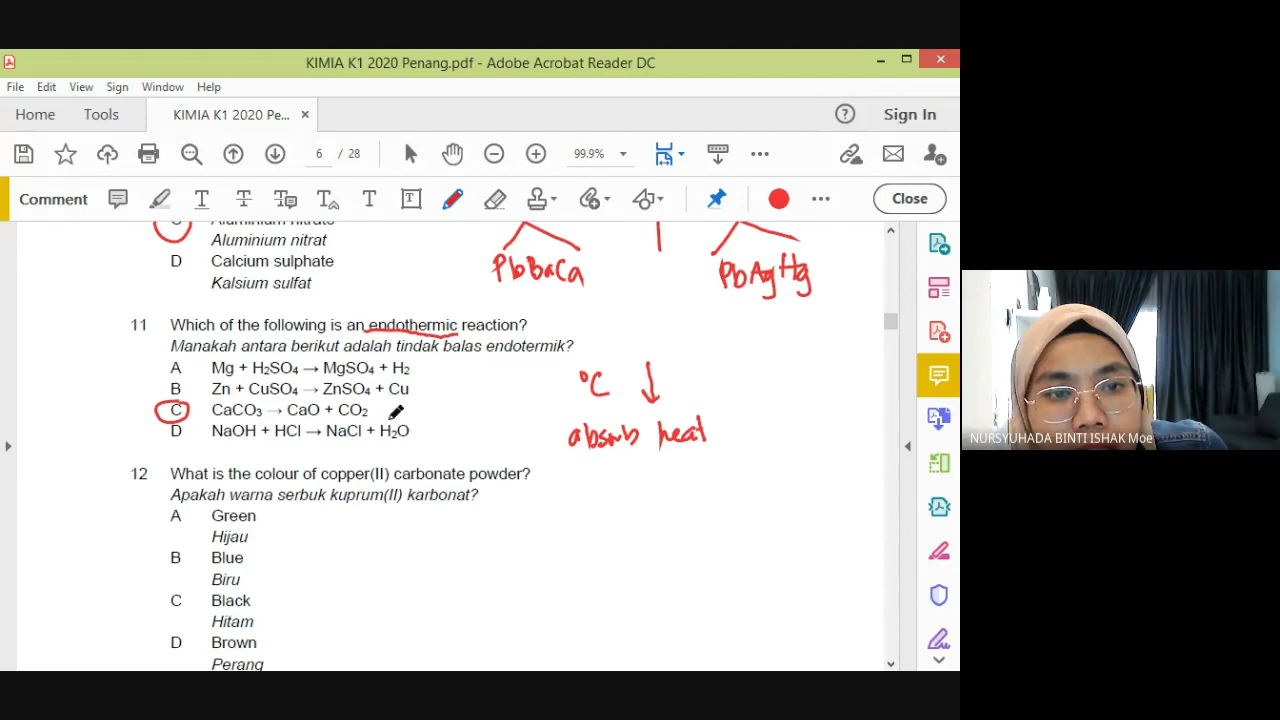 KIMIA K1 2020 Penang.pdf - Adobe Acrobat Reader DC
File Edit View Sign Window Help
Home Tools KIMIA K1 2020 Pe... × Sign In
6 / 28 99.9%
Comment Close
C Aluminium nitrate
Aluminium nitrat
D Calcium sulphate
Kalsium sulfat
PbBaCa PbAgHg
11 Which of the following is an endothermic reaction?
Manakah antara berikut adalah tindak balas endotermik?
A Mg + H₂SO₄ → MgSO₄ + H₂
B Zn + CuSO₄ → ZnSO₄ + Cu
C CaCO₃ → CaO + CO₂
D NaOH + HCl → NaCl + H₂O
°C ↓
absorb heat
12 What is the colour of copper(II) carbonate powder?
Apakah warna serbuk kuprum(II) karbonat?
A Green
Hijau
B Blue
Biru
C Black
Hitam
D Brown
Perang
NURSYUHADA BINTI ISHAK Moe